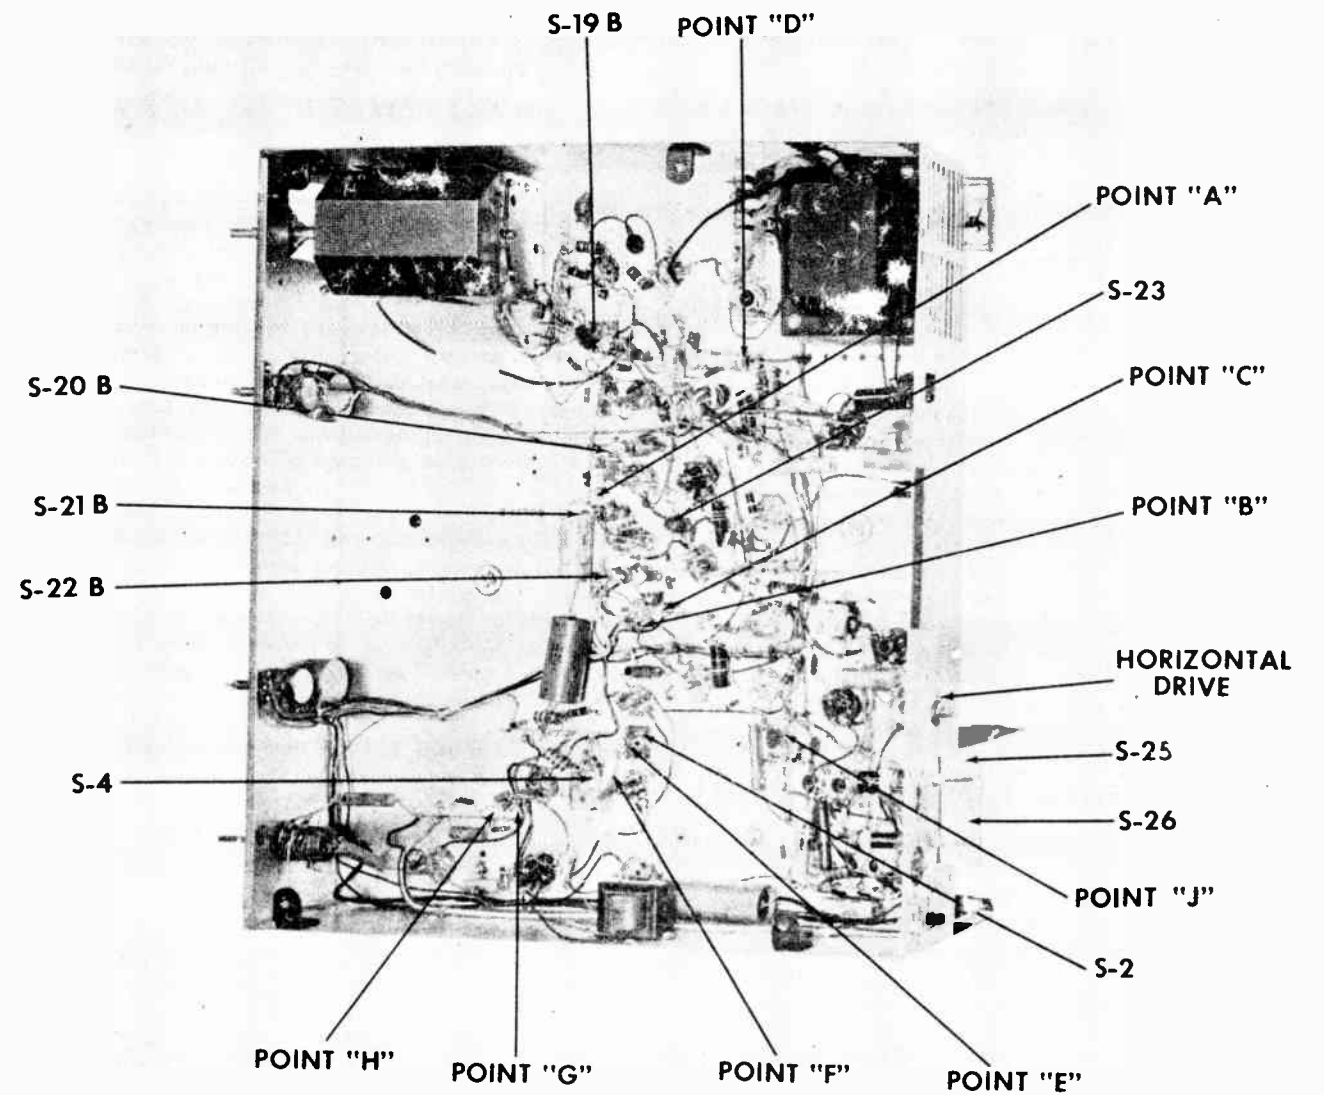 S-19 B
POINT "D"
POINT "A"
S-23
S-20 B
POINT "C"
S-21 B
POINT "B"
S-22 B
HORIZONTAL
DRIVE
S-25
S-4
S-26
POINT "J"
S-2
POINT "H"
POINT "G"
POINT "F"
POINT "E"